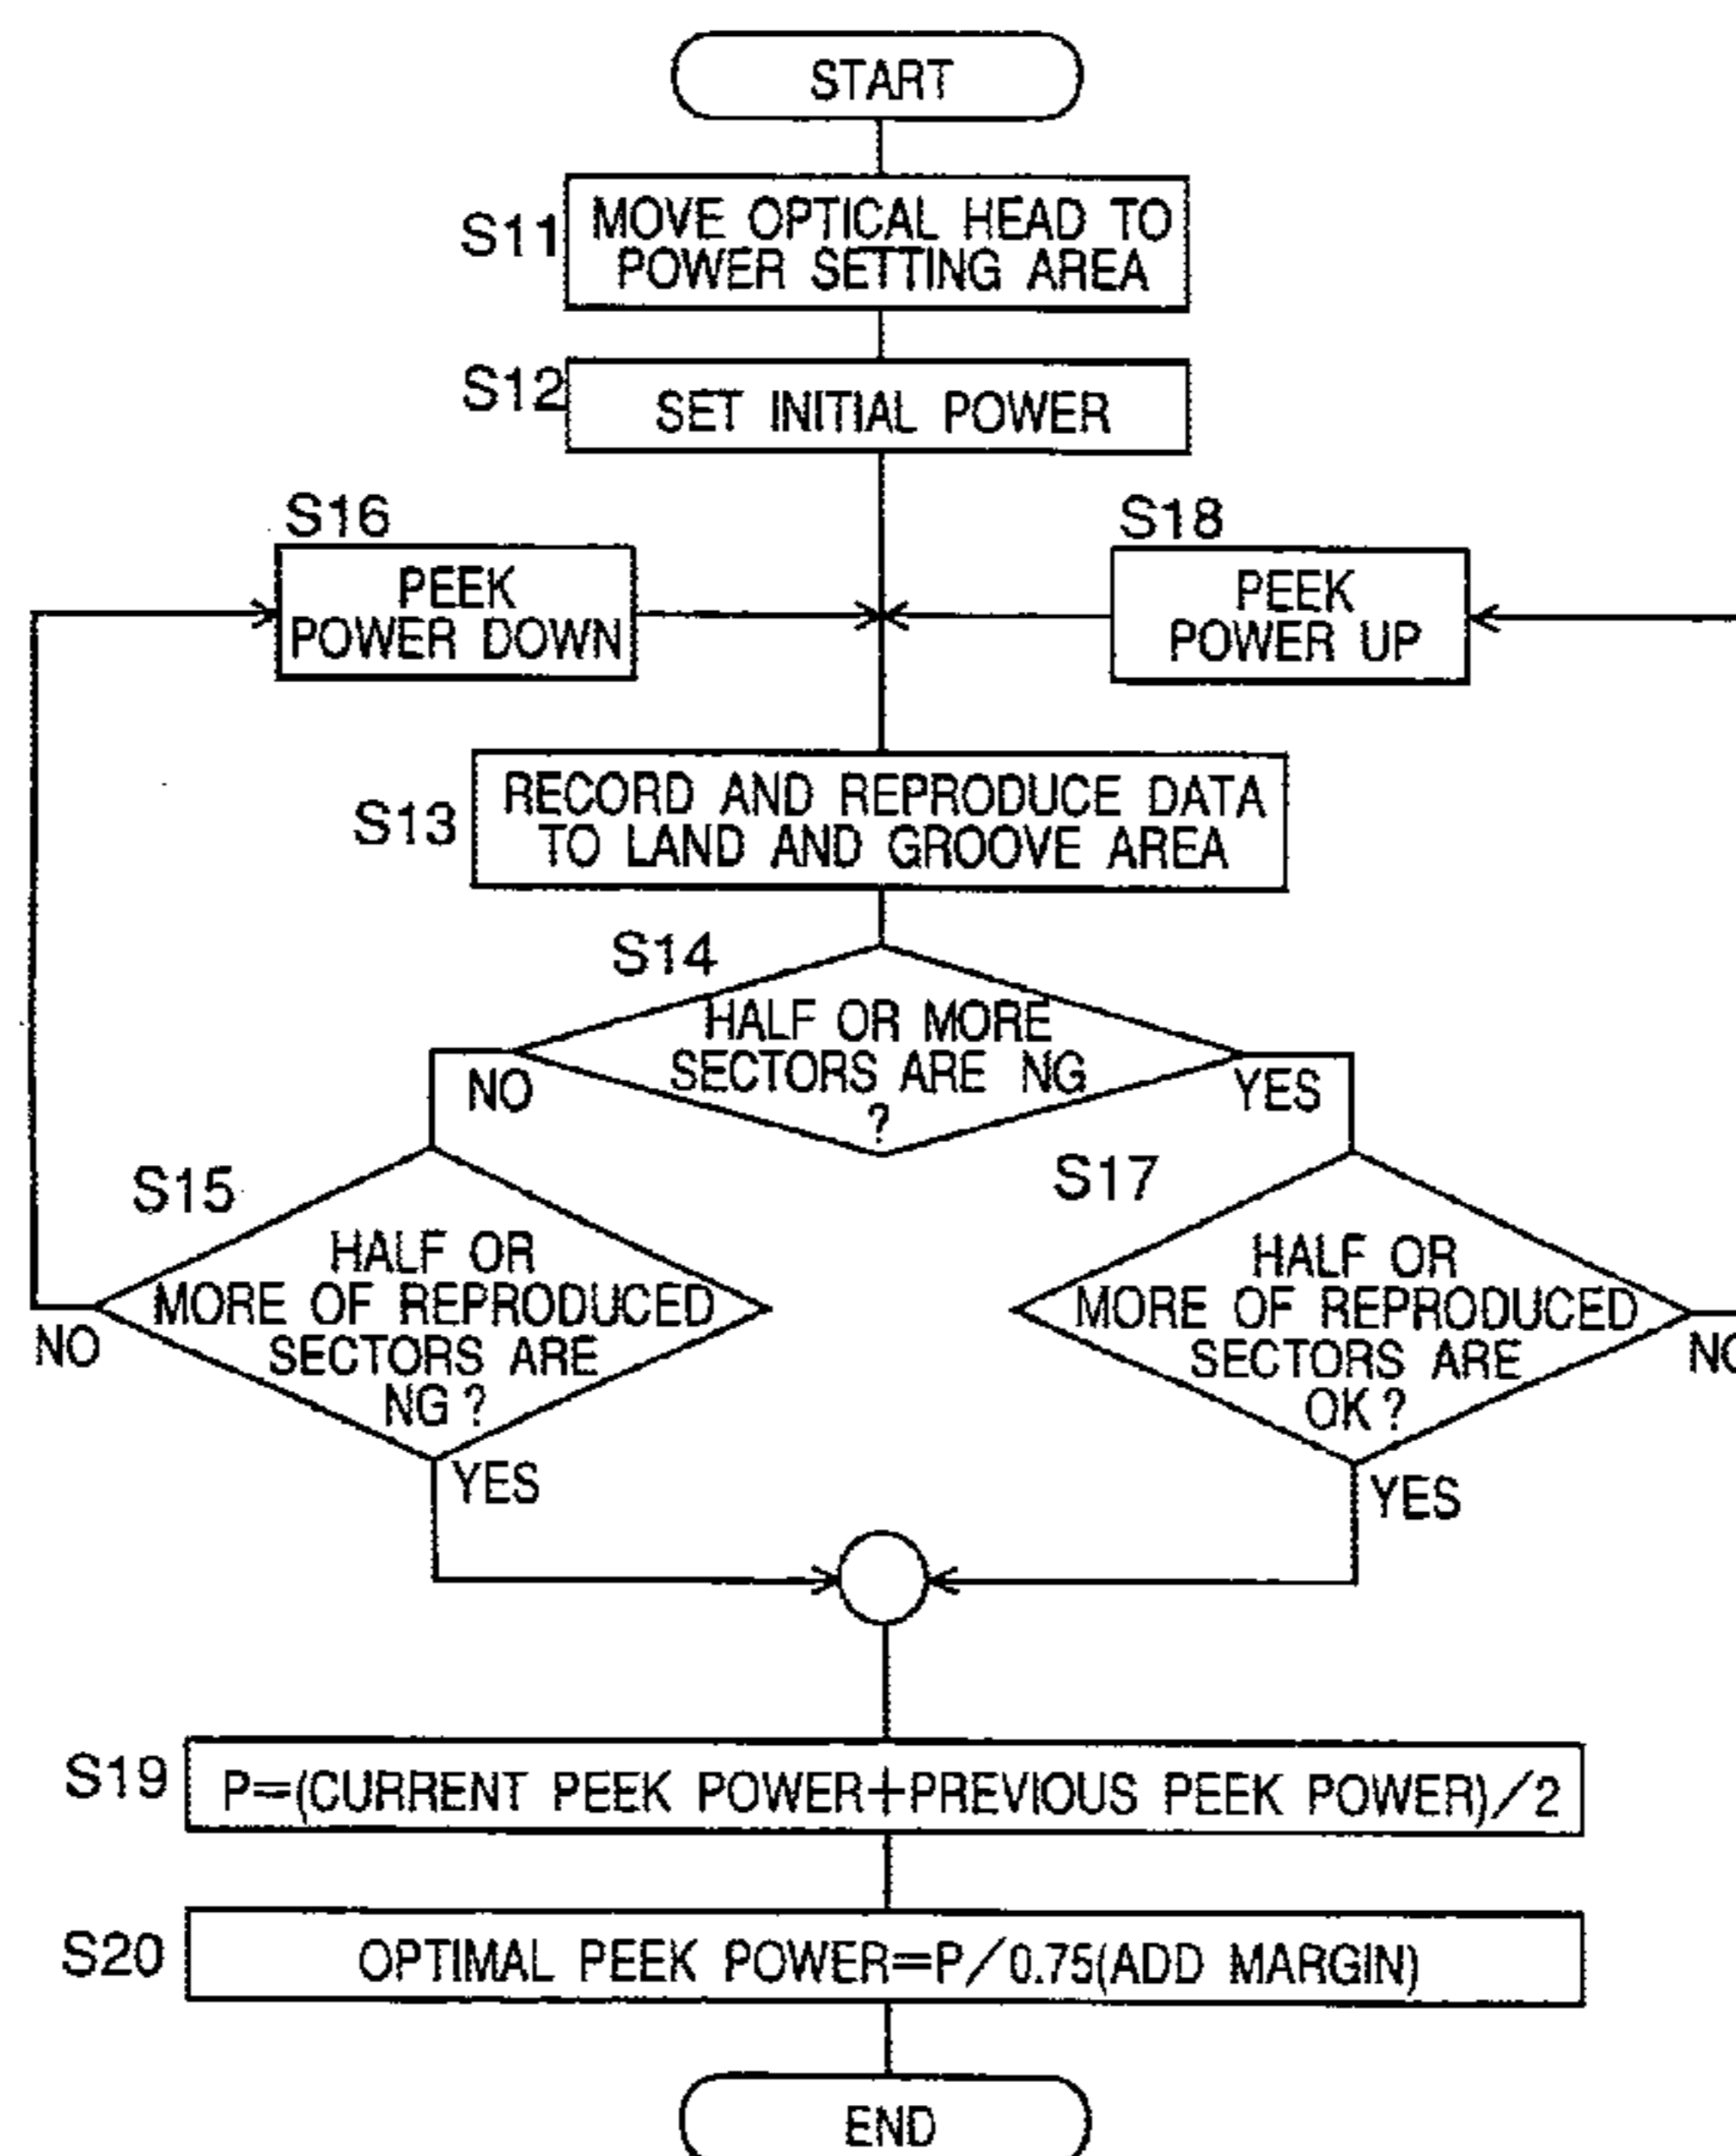 START
S11
MOVE OPTICAL HEAD TO
POWER SETTING AREA
S12
SET INITIAL POWER
S16
PEEK
POWER DOWN
S18
PEEK
POWER UP
S13
RECORD AND REPRODUCE DATA
TO LAND AND GROOVE AREA
S14
HALF OR MORE
SECTORS ARE NG
?
NO
YES
S15
HALF OR
MORE OF REPRODUCED
SECTORS ARE
NG?
NO
YES
S17
HALF OR
MORE OF REPRODUCED
SECTORS ARE
OK?
NO
YES
S19
P=(CURRENT PEEK POWER+PREVIOUS PEEK POWER)/2
S20
OPTIMAL PEEK POWER=P/0.75(ADD MARGIN)
END